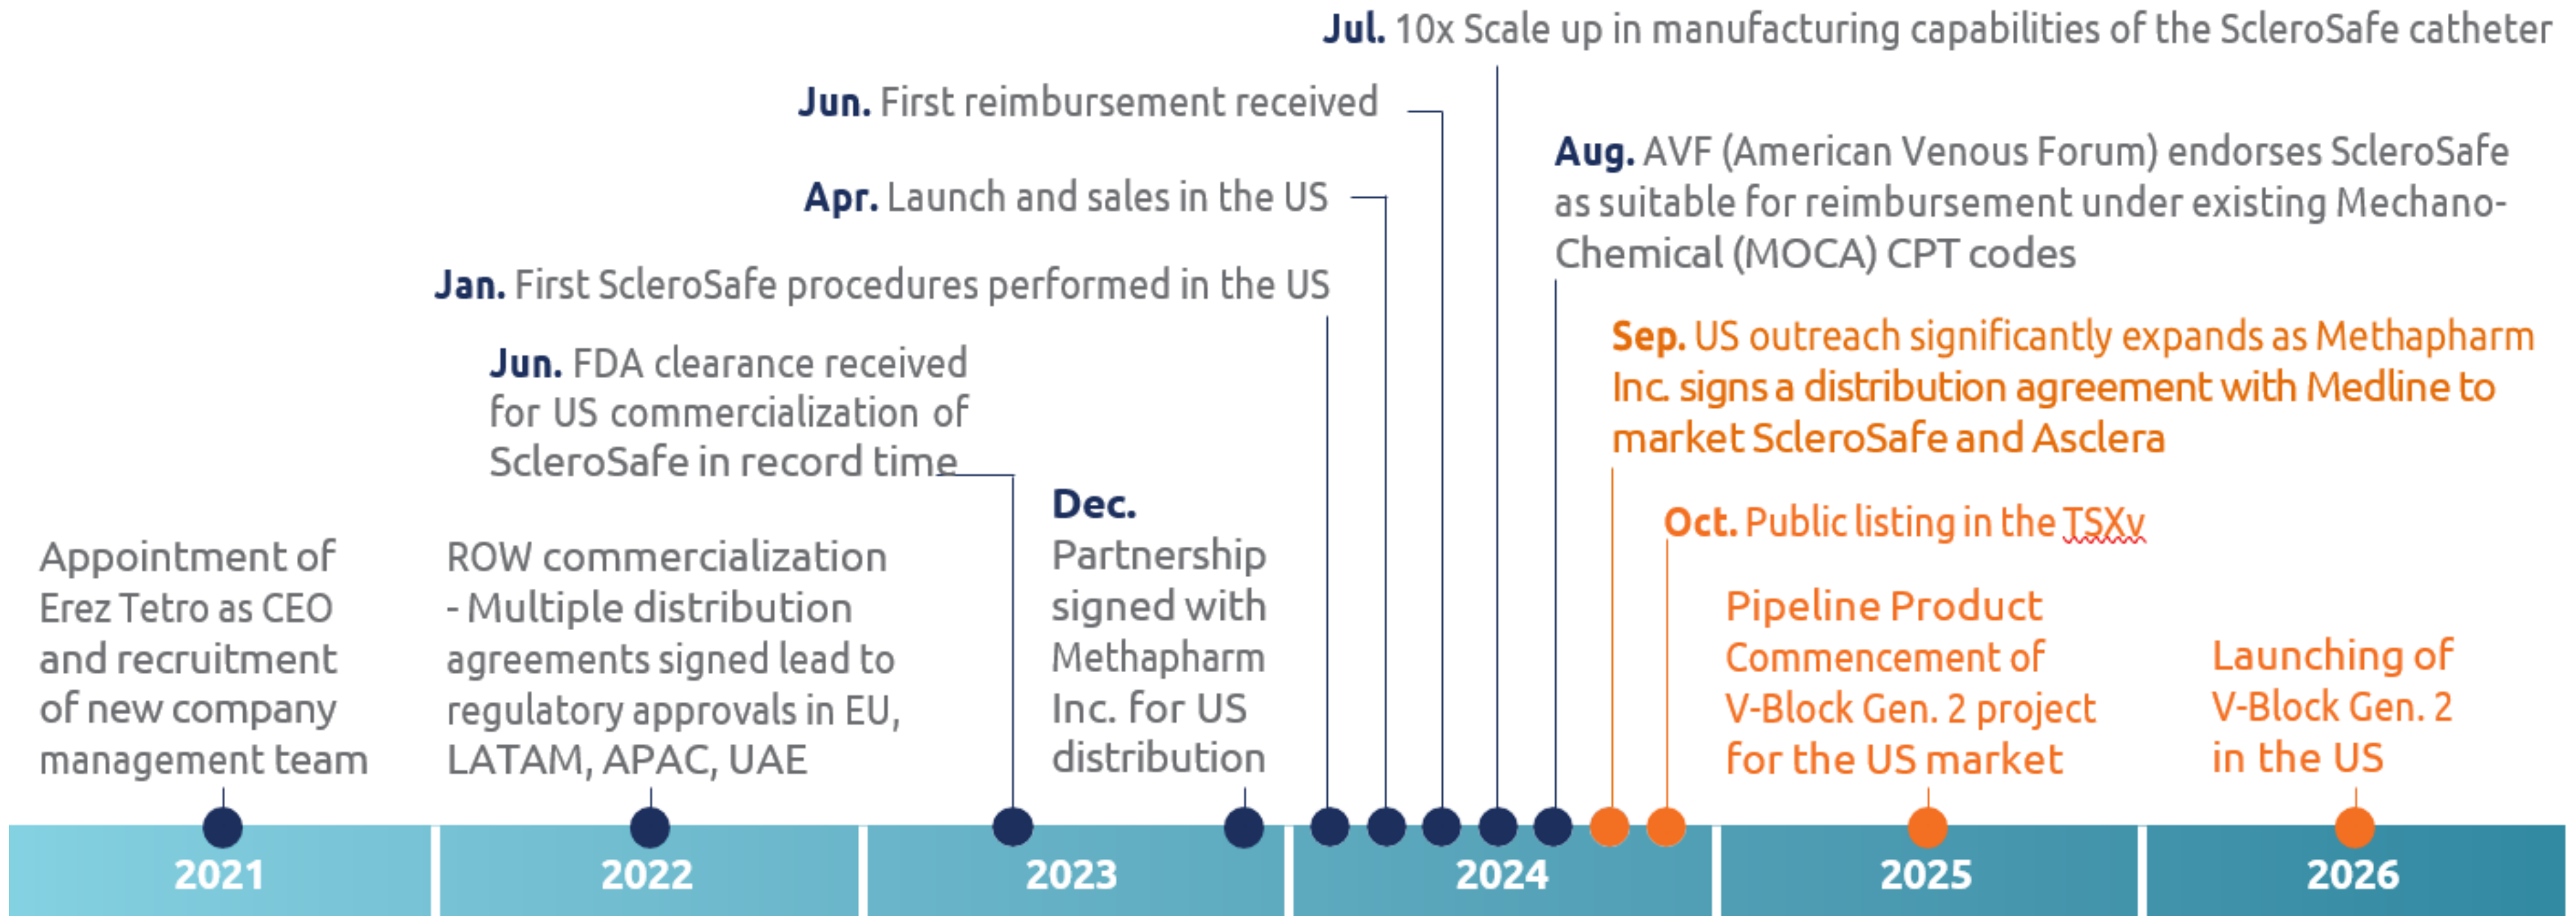 Jul. 10x Scale up in manufacturing capabilities of the ScleroSafe catheter
Jun. First reimbursement received
Apr. Launch and sales in the US
Jan. First ScleroSafe procedures performed in the US
Aug. AVF (American Venous Forum) endorses ScleroSafe
as suitable for reimbursement under existing Mechano-
Chemical (MOCA) CPT codes
Jun. FDA clearance received
for US commercialization of
ScleroSafe in record time
Sep. US outreach significantly expands as Methapharm
Inc. signs a distribution agreement with Medline to
market ScleroSafe and Asclera
Oct. Public listing in the TSXv
Appointment of
Erez Tetro as CEO
and recruitment
of new company
management team
ROW commercialization
- Multiple distribution
agreements signed lead to
regulatory approvals in EU,
LATAM, APAC, UAE
Dec.
Partnership
signed with
Methapharm
Inc. for US
distribution
Pipeline Product
Commencement of
V-Block Gen. 2 project
for the US market
Launching of
V-Block Gen. 2
in the US
2021
2022
2023
2024
2025
2026